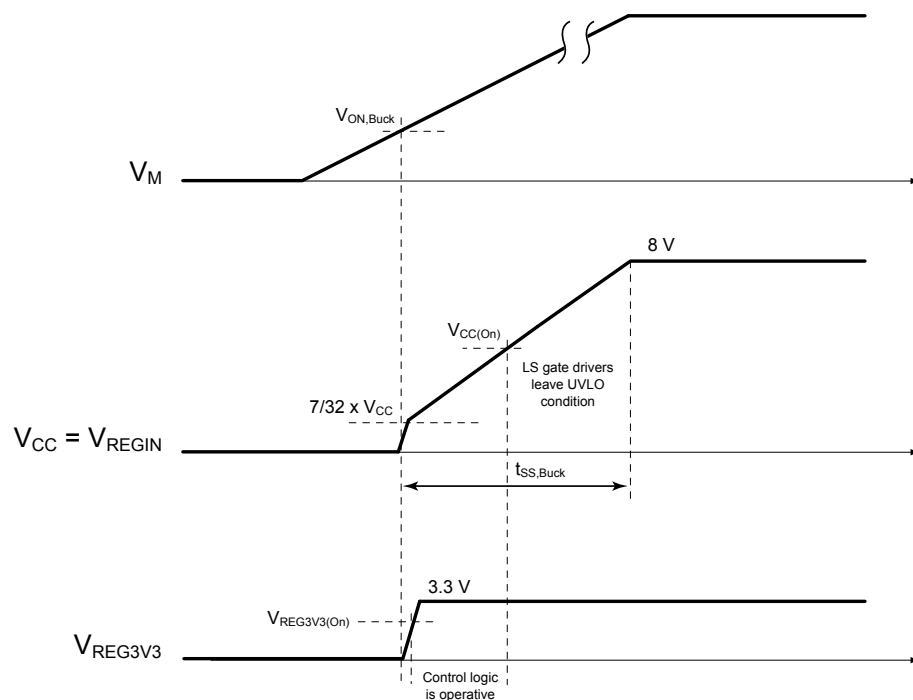 V_ON,Buck
V_M
8 V
V_CC(On)
LS gate drivers
leave UVLO
condition
7/32 x V_CC
V_CC = V_REGIN
t_SS,Buck
3.3 V
V_REG3V3(On)
V_REG3V3
Control logic
is operative